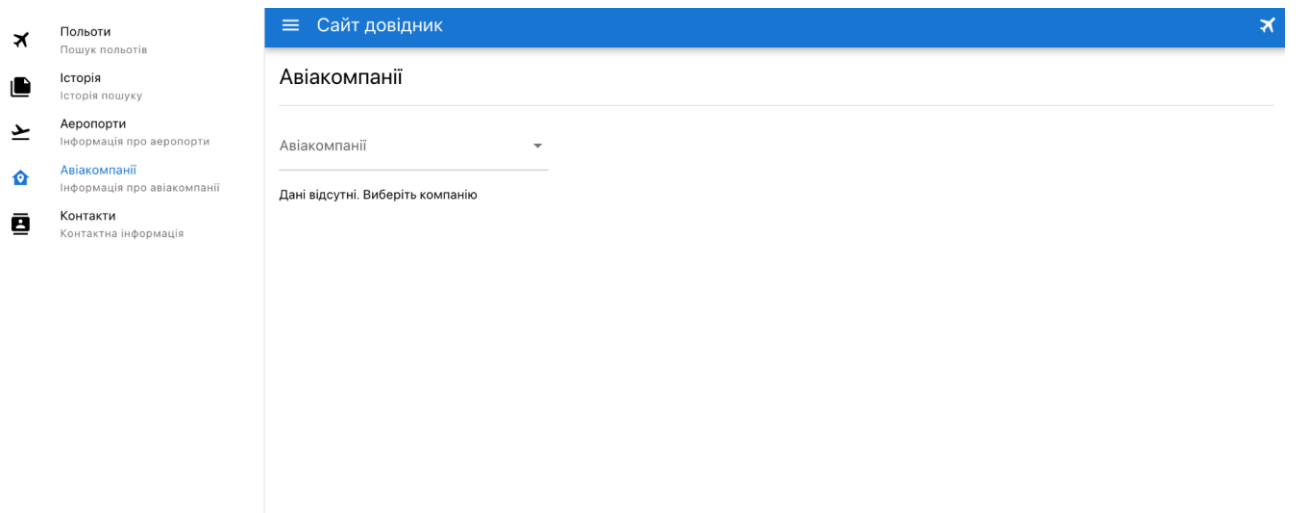 Польоти
Пошук польотів
Історія
Історія пошуку
Аеропорти
Інформація про аеропорти
Авіакомпанії
Інформація про авіакомпанії
Контакти
Контактна інформація
Сайт довідник
Авіакомпанії
Авіакомпанії
Дані відсутні. Виберіть компанію